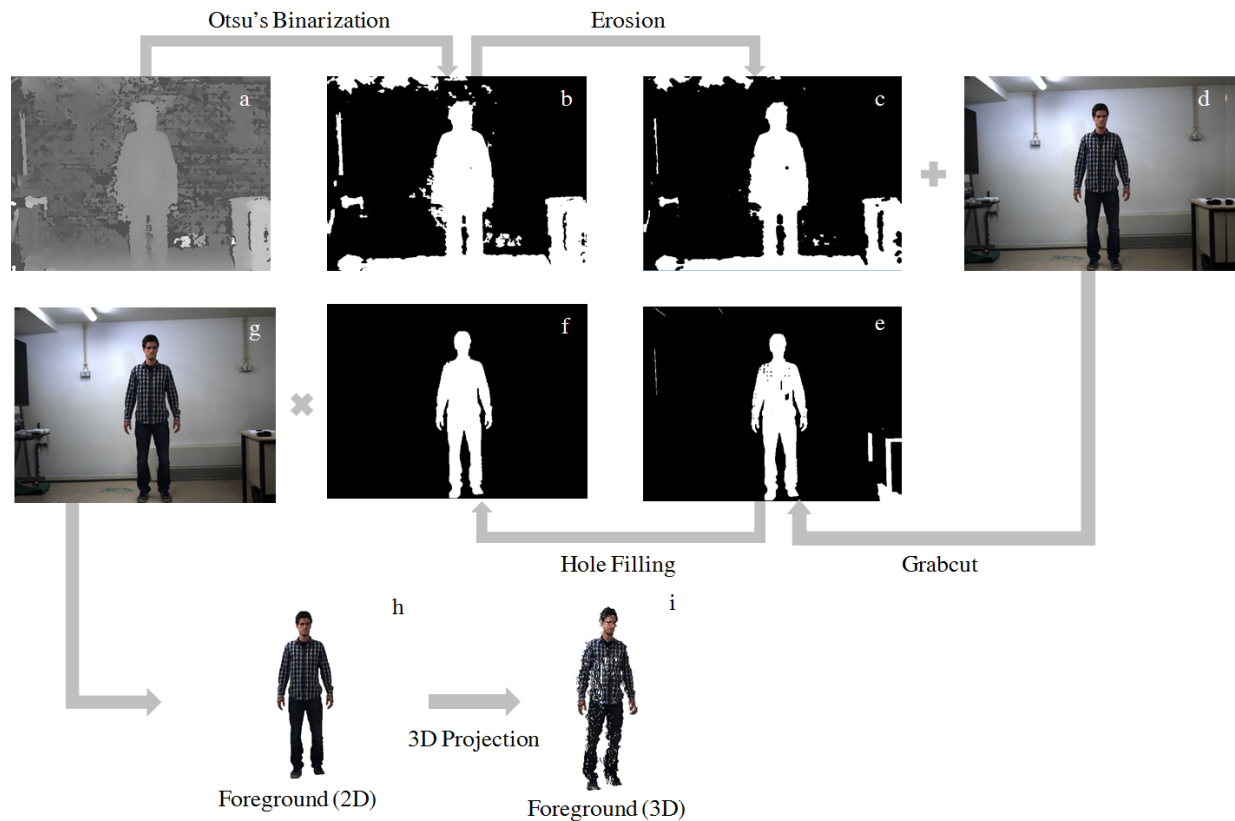 Otsu's Binarization
Erosion
a
b
c
d
g
f
e
Hole Filling
Grabcut
h
i
3D Projection
Foreground (2D)
Foreground (3D)